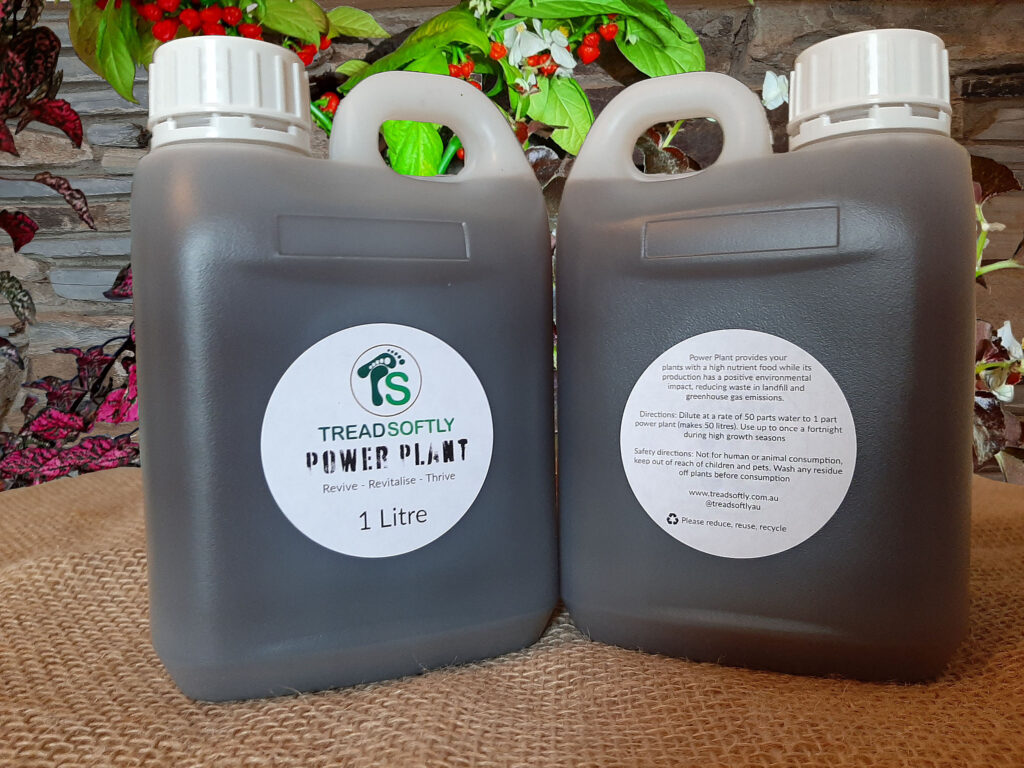 TS
TREADSOFTLY
POWER PLANT
Revive - Revitalise - Thrive
1 Litre
Power Plant provides your
plants with a high nutrient food while its
production has a positive environmental
impact, reducing waste in landfill and
greenhouse gas emissions.
Directions: Dilute at a rate of 50 parts water to 1 part
power plant (makes 50 litres). Use up to once a fortnight
during high growth seasons
Safety directions: Not for human or animal consumption,
keep out of reach of children and pets. Wash any residue
off plants before consumption
www.treadsoftly.com.au
@treadsoftlyau
Please reduce, reuse, recycle